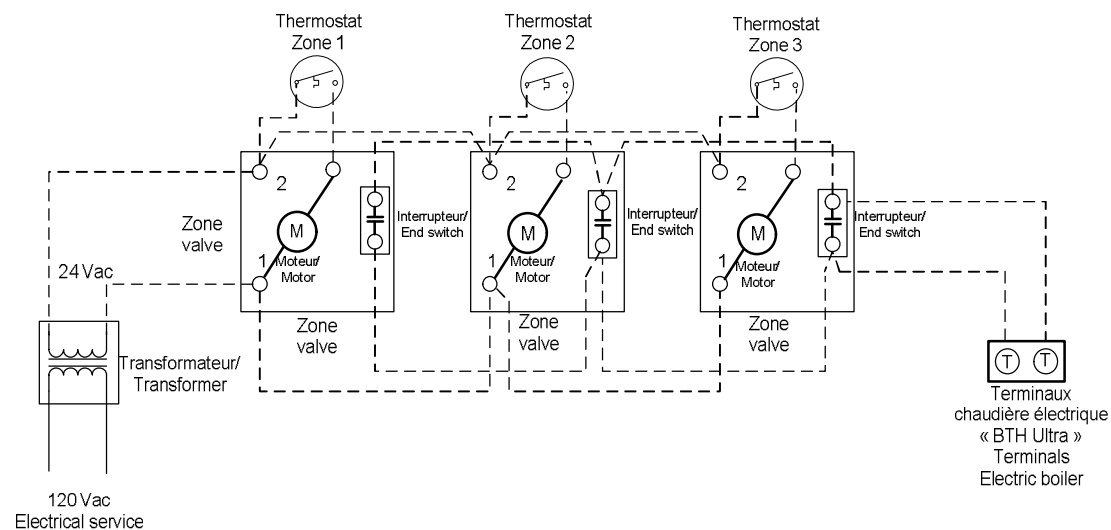 Thermostat
Zone 1
Thermostat
Zone 2
Thermostat
Zone 3
2
2
2
Zone
valve
M
Interrupteur/
End switch
M
Interrupteur/
End switch
M
Interrupteur/
End switch
1
Moteur/
Motor
1
Moteur/
Motor
1
Moteur/
Motor
24 Vac
Zone
valve
Zone
valve
Zone
valve
Transformateur/
Transformer
T
T
Terminaux
chaudière électrique
« BTH Ultra »
Terminals
Electric boiler
120 Vac
Electrical service